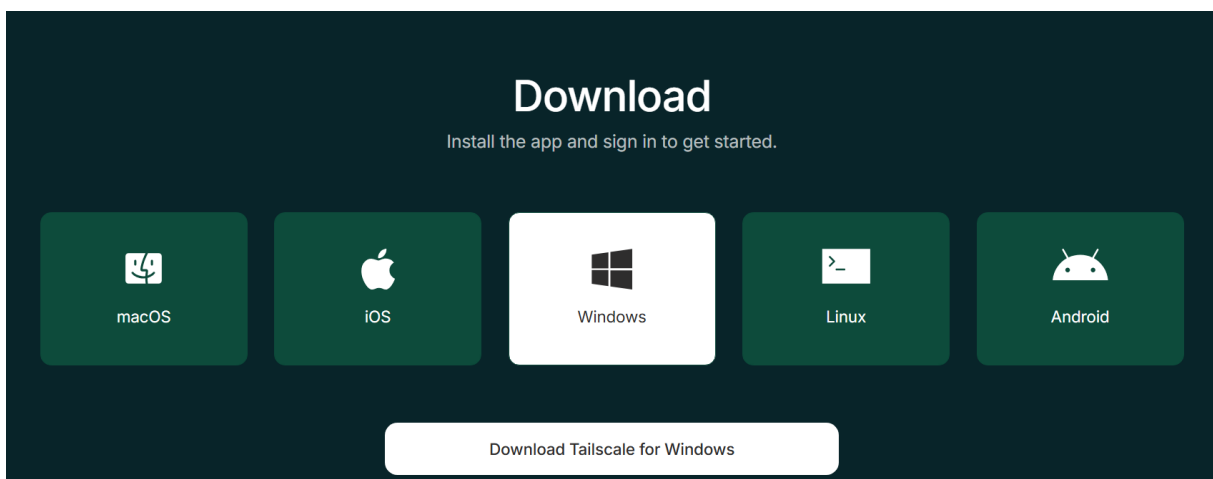 Download
Install the app and sign in to get started.
macOS
iOS
Windows
>_
Linux
Android
Download Tailscale for Windows